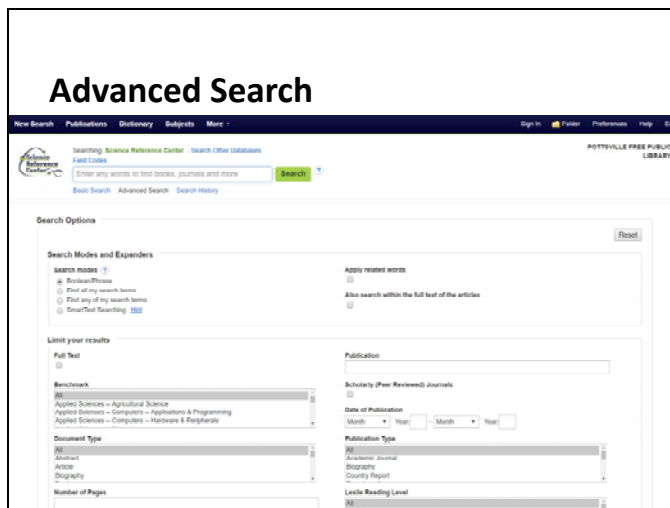 Advanced Search
New Search Publications Dictionary Subjects More
Sign In Folder Preferences Help
Science Reference Center
Searching: Science Reference Center Search Other Databases
POTTSVILLE FREE PUBLIC LIBRARY
Field Codes
Enter any words to find books, journals and more
Search
?
Basic Search Advanced Search Search History
Search Options
Reset
Search Modes and Expanders
Search modes ?
Boolean/Phrase
Find all my search terms
Find any of my search terms
SmartText Searching Hint
Apply related words
Also search within the full text of the articles
Limit your results
Full Text
Publication
Benchmark
All
Applied Sciences -- Agricultural Science
Applied Sciences -- Computers -- Applications & Programming
Applied Sciences -- Computers -- Hardware & Peripherals
Scholarly (Peer Reviewed) Journals
Date of Publication
Month Year: – Month Year:
Document Type
All
Abstract
Article
Biography
Publication Type
All
Academic Journal
Biography
Country Report
Number of Pages
Lexile Reading Level
All